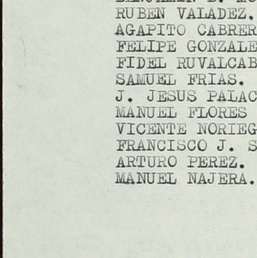 RUBEN VALADEZ.
AGAPITO CABRER
FELIPE GONZALE
FIDEL RUVALCAB
SAMUEL FRIAS.
J. JESUS PALAC
MANUEL FLORES
VICENTE NORIEG
FRANCISCO J. S
ARTURO PEREZ.
MANUEL NAJERA.